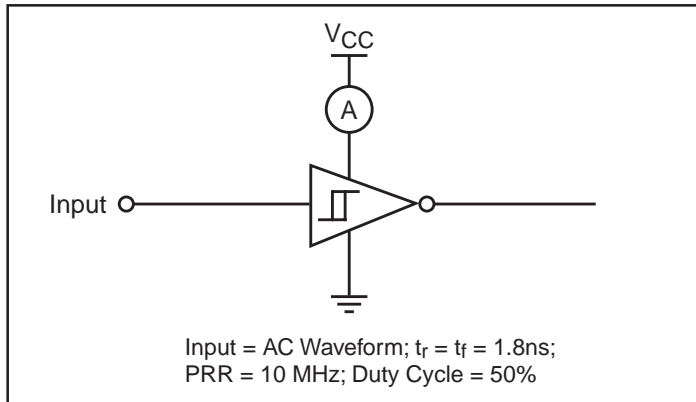 VCC
A
Input
Input = AC Waveform; tr = tf = 1.8ns;
PRR = 10 MHz; Duty Cycle = 50%